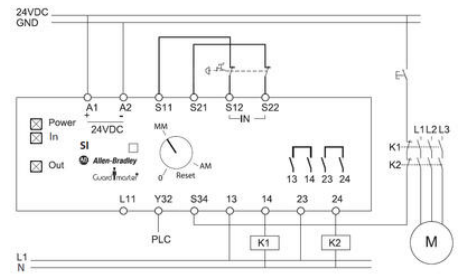 24VDC
GND
A1 A2 S11 S21 S12 S22
+ - IN
24VDC
Power
In
Out
SI
AB Allen-Bradley
Guardmaster
MM
AM
0 Reset
13 14 23 24
L11 Y32 S34 13 14 23 24
PLC
K1 K2
L1
N
L1 L2 L3
K1
K2
M